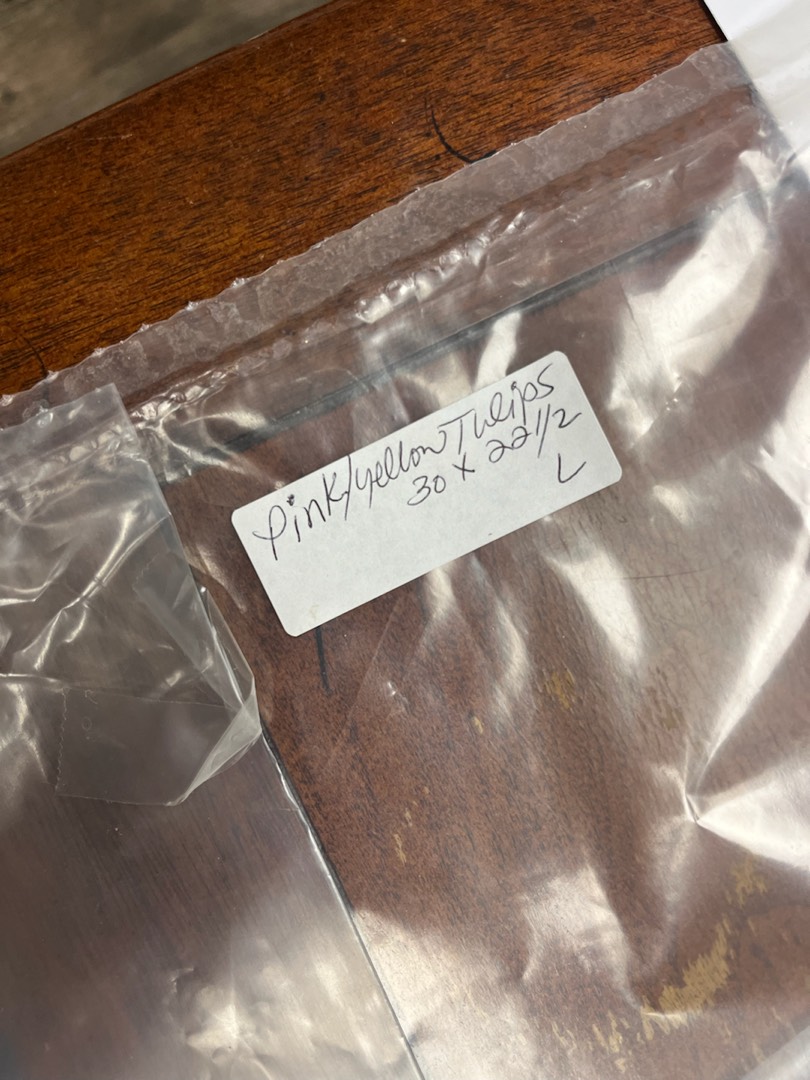 Pink/yellow Tulips
30 x 22 1/2
L